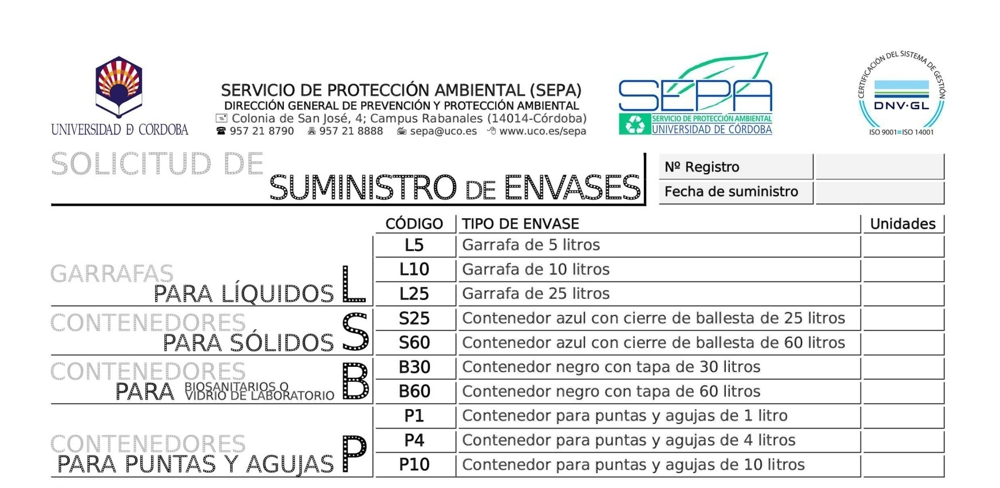 UNIVERSIDAD Ð CÓRDOBA
SERVICIO DE PROTECCIÓN AMBIENTAL (SEPA)
DIRECCIÓN GENERAL DE PREVENCIÓN Y PROTECCIÓN AMBIENTAL
Colonia de San José, 4; Campus Rabanales (14014-Córdoba)
957 21 8790 957 21 8888 sepa@uco.es www.uco.es/sepa
SEPA
SERVICIO DE PROTECCIÓN AMBIENTAL
UNIVERSIDAD DE CÓRDOBA
CERTIFICACIÓN DEL SISTEMA DE GESTIÓN
DNV·GL
ISO 9001=ISO 14001
SOLICITUD DE
SUMINISTRO DE ENVASES
Nº Registro
Fecha de suministro
CÓDIGO TIPO DE ENVASE Unidades
GARRAFAS
PARA LÍQUIDOS L
L5 Garrafa de 5 litros
L10 Garrafa de 10 litros
L25 Garrafa de 25 litros
CONTENEDORES
PARA SÓLIDOS S
S25 Contenedor azul con cierre de ballesta de 25 litros
S60 Contenedor azul con cierre de ballesta de 60 litros
CONTENEDORES
PARA BIOSANITARIOS O
VIDRIO DE LABORATORIO B
B30 Contenedor negro con tapa de 30 litros
B60 Contenedor negro con tapa de 60 litros
CONTENEDORES
PARA PUNTAS Y AGUJAS P
P1 Contenedor para puntas y agujas de 1 litro
P4 Contenedor para puntas y agujas de 4 litros
P10 Contenedor para puntas y agujas de 10 litros